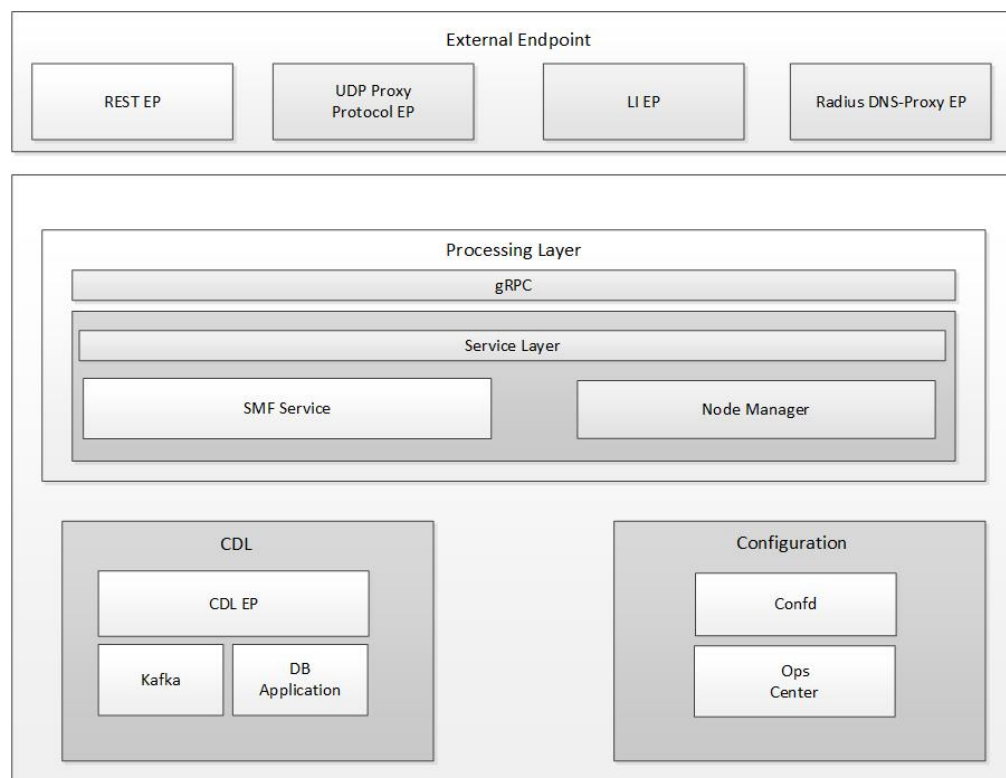 External Endpoint
REST EP
UDP Proxy
Protocol EP
LI EP
Radius DNS-Proxy EP
Processing Layer
gRPC
Service Layer
SMF Service
Node Manager
CDL
CDL EP
Kafka
DB
Application
Configuration
Confd
Ops
Center